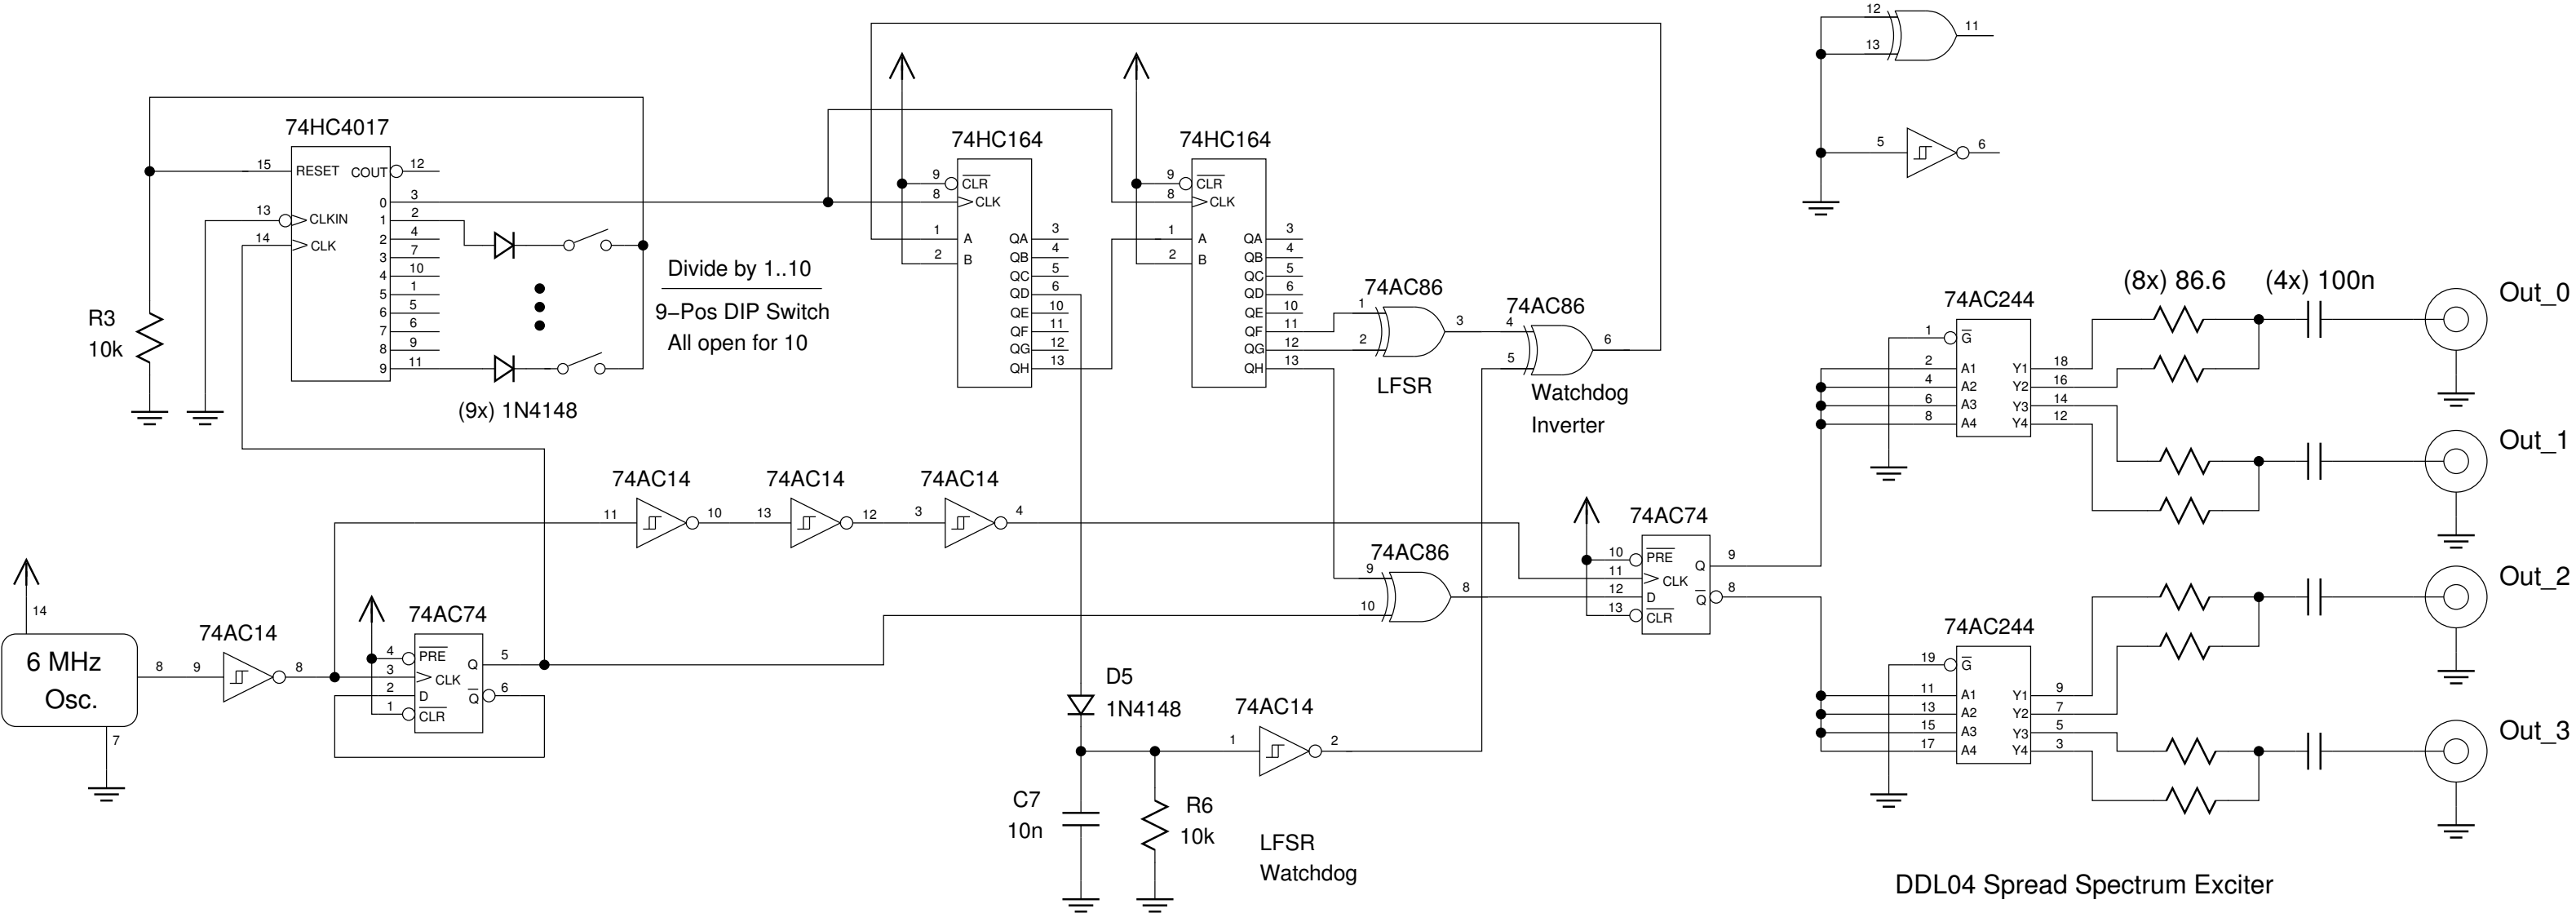 12
11
13
5
6
74HC4017
15
RESET
COUT
12
0
3
13
CLKIN
1
2
14
CLK
2
4
3
7
4
10
5
1
6
5
7
6
8
9
9
11
R3
10k
Divide by 1..10
9–Pos DIP Switch
All open for 10
(9x) 1N4148
74HC164
9
CLR
8
CLK
1
A
2
B
QA
3
QB
4
QC
5
QD
6
QE
10
QF
11
QG
12
QH
13
74HC164
9
CLR
8
CLK
1
A
2
B
QA
3
QB
4
QC
5
QD
6
QE
10
QF
11
QG
12
QH
13
74AC86
1
2
3
LFSR
74AC86
4
5
6
Watchdog
Inverter
(8x) 86.6
(4x) 100n
74AC244
1
G
2
A1
Y1
18
4
A2
Y2
16
6
A3
Y3
14
8
A4
Y4
12
Out_0
Out_1
74AC14
11
10
74AC14
13
12
74AC14
3
4
14
6 MHz
Osc.
7
8
74AC14
9
8
74AC74
4
PRE
3
CLK
2
D
1
CLR
Q
5
Q
6
74AC86
9
10
8
74AC74
10
PRE
11
CLK
12
D
13
CLR
Q
9
Q
8
D5
1N4148
74AC14
1
2
C7
10n
R6
10k
LFSR
Watchdog
74AC244
19
G
11
A1
Y1
9
13
A2
Y2
7
15
A3
Y3
5
17
A4
Y4
3
Out_2
Out_3
DDL04 Spread Spectrum Exciter